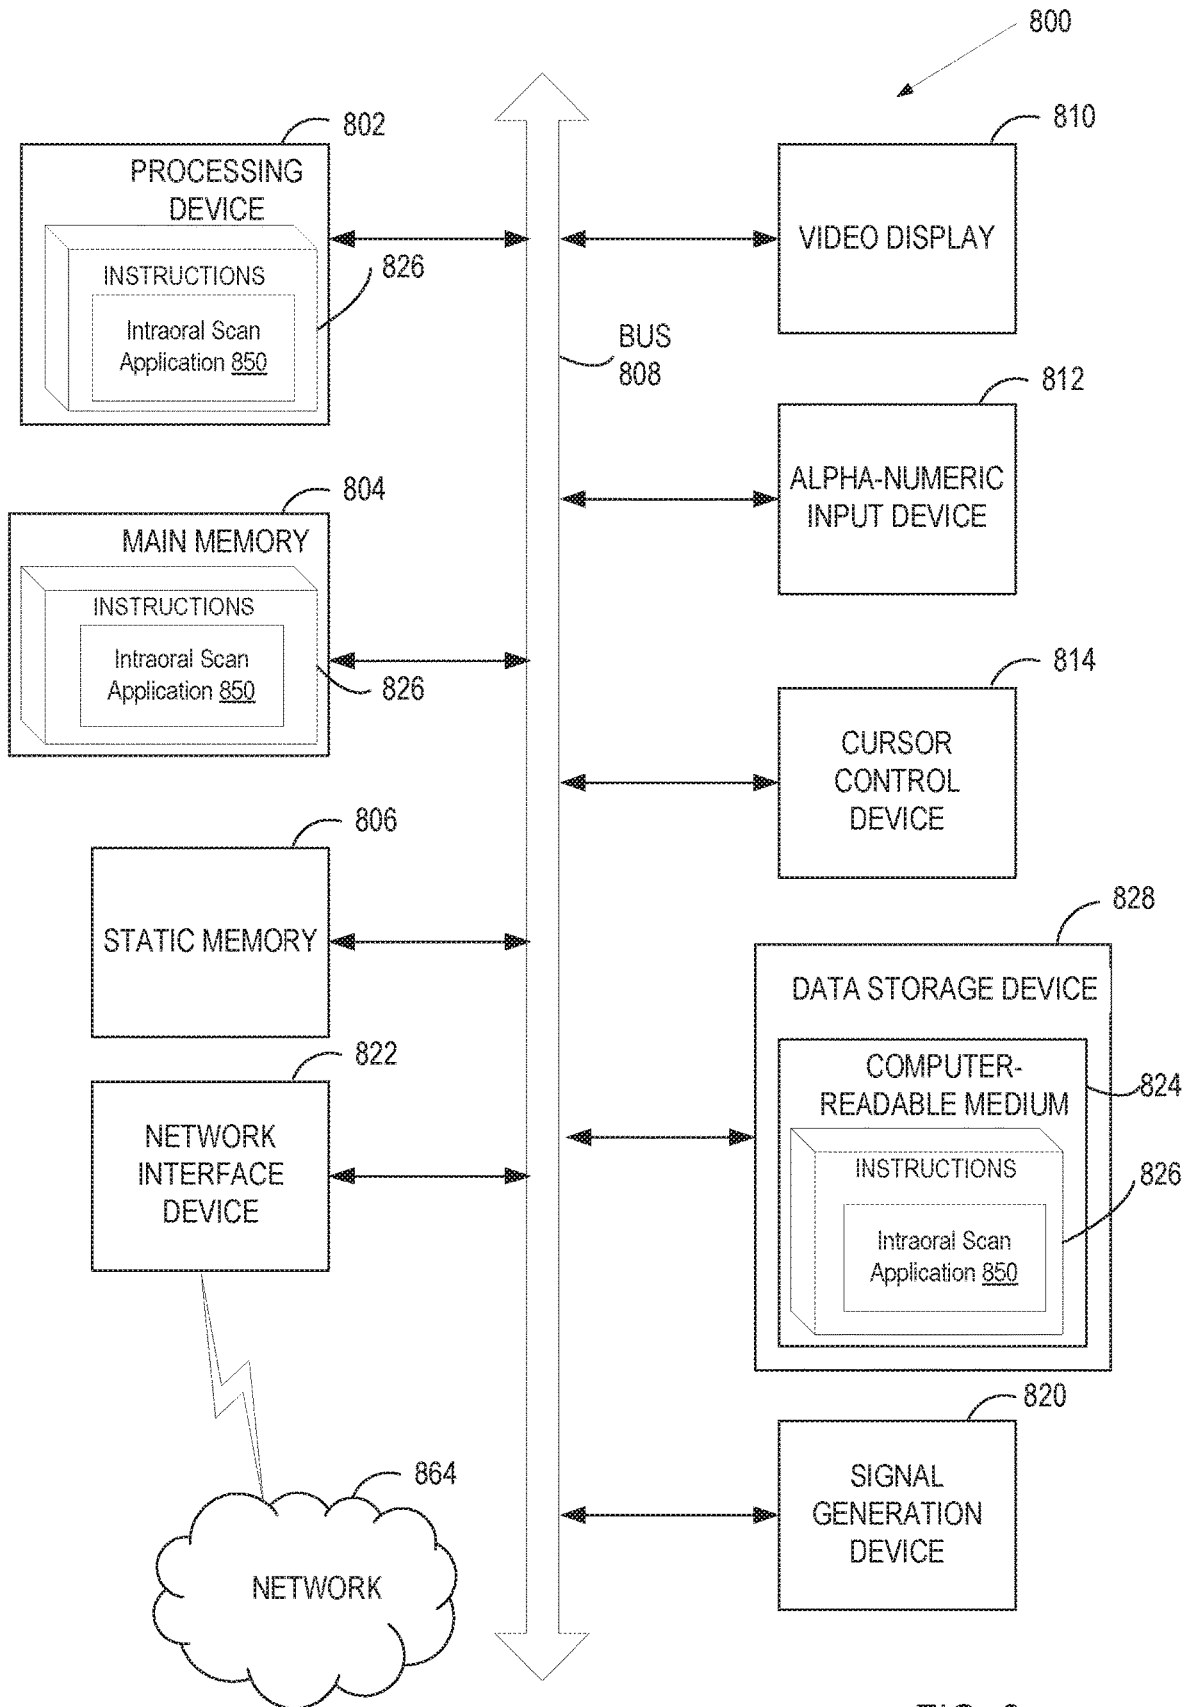 800
802
PROCESSING
DEVICE
INSTRUCTIONS
826
Intraoral Scan
Application 850
804
MAIN MEMORY
INSTRUCTIONS
Intraoral Scan
Application 850
826
806
STATIC MEMORY
822
NETWORK
INTERFACE
DEVICE
864
NETWORK
BUS
808
810
VIDEO DISPLAY
812
ALPHA-NUMERIC
INPUT DEVICE
814
CURSOR
CONTROL
DEVICE
828
DATA STORAGE DEVICE
COMPUTER-
READABLE MEDIUM
824
INSTRUCTIONS
826
Intraoral Scan
Application 850
820
SIGNAL
GENERATION
DEVICE